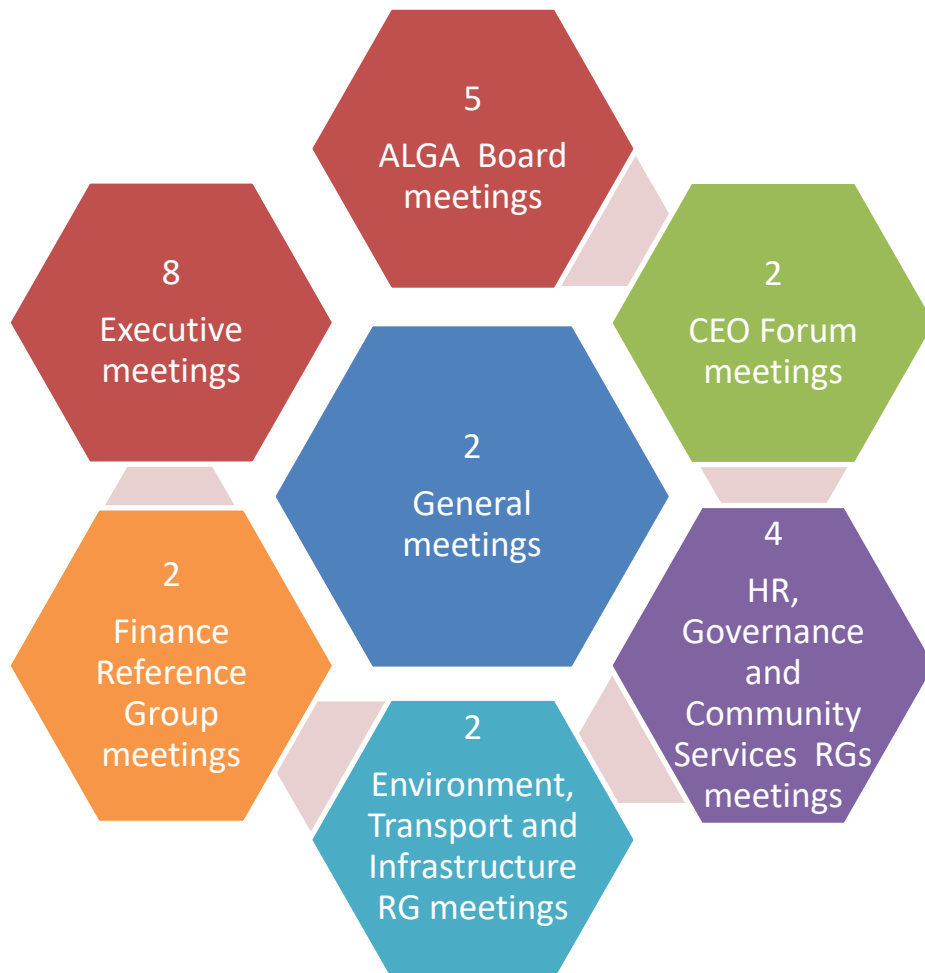 5
ALGA Board
meetings
8
Executive
meetings
2
CEO Forum
meetings
2
General
meetings
2
Finance
Reference
Group
meetings
4
HR,
Governance
and
Community
Services RGs
meetings
2
Environment,
Transport and
Infrastructure
RG meetings